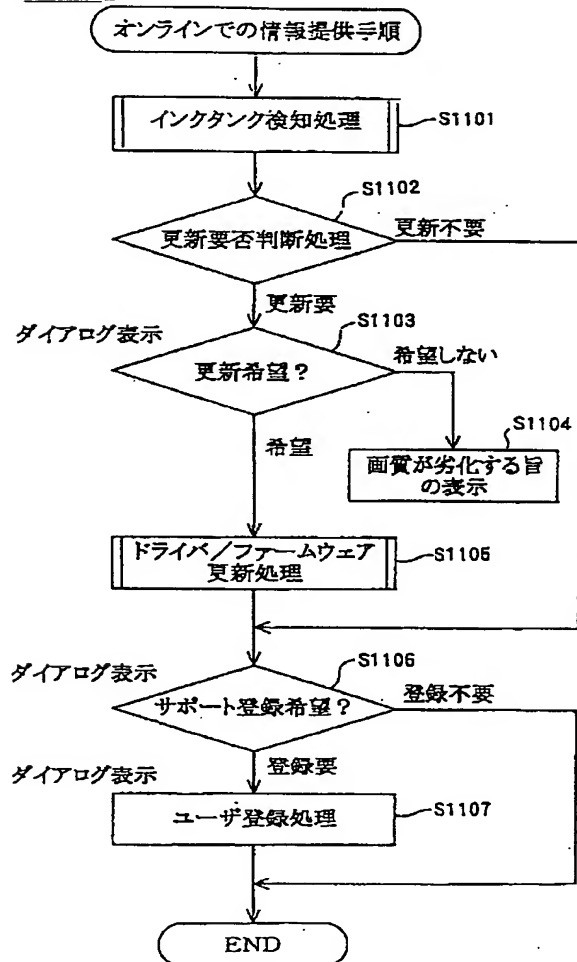 オンラインでの情報提供手順
インクタンク検知処理
S1101
S1102
更新要否判断処理
更新不要
更新要
S1103
ダイアログ表示
更新希望?
希望しない
S1104
希望
画質が劣化する旨
の表示
ドライバ/ファームウェア
更新処理
S1105
S1106
ダイアログ表示
サポート登録希望?
登録不要
登録要
ダイアログ表示
ユーザ登録処理
S1107
END